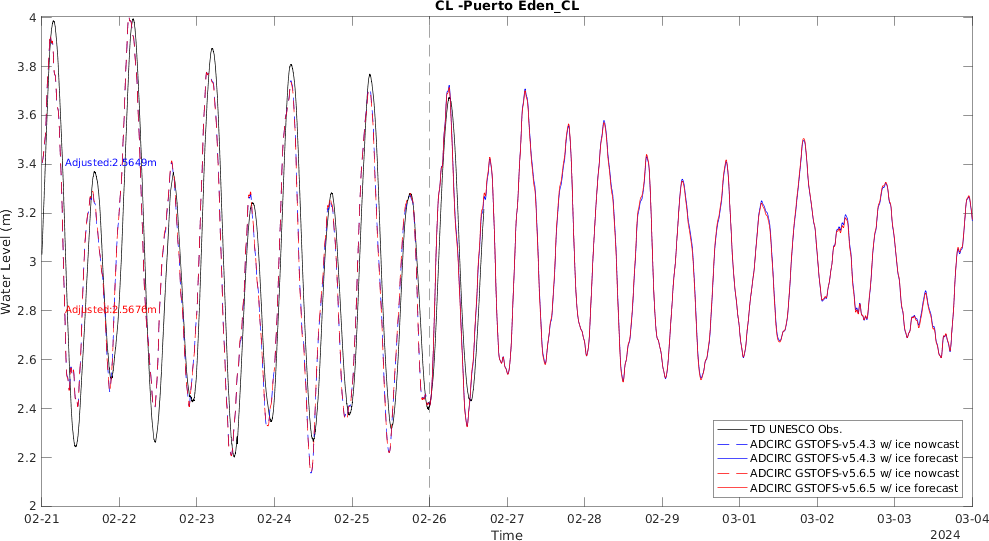 CL -Puerto Eden_CL
4
3.8
3.6
3.4
3.2
3
2.8
2.6
2.4
2.2
2
Water Level (m)
Adjusted:2.5649m
Adjusted:2.5676m
TD UNESCO Obs.
ADCIRC GSTOFS-v5.4.3 w/ ice nowcast
ADCIRC GSTOFS-v5.4.3 w/ ice forecast
ADCIRC GSTOFS-v5.6.5 w/ ice nowcast
ADCIRC GSTOFS-v5.6.5 w/ ice forecast
02-21 02-22 02-23 02-24 02-25 02-26 02-27 02-28 02-29 03-01 03-02 03-03 03-04
Time
2024